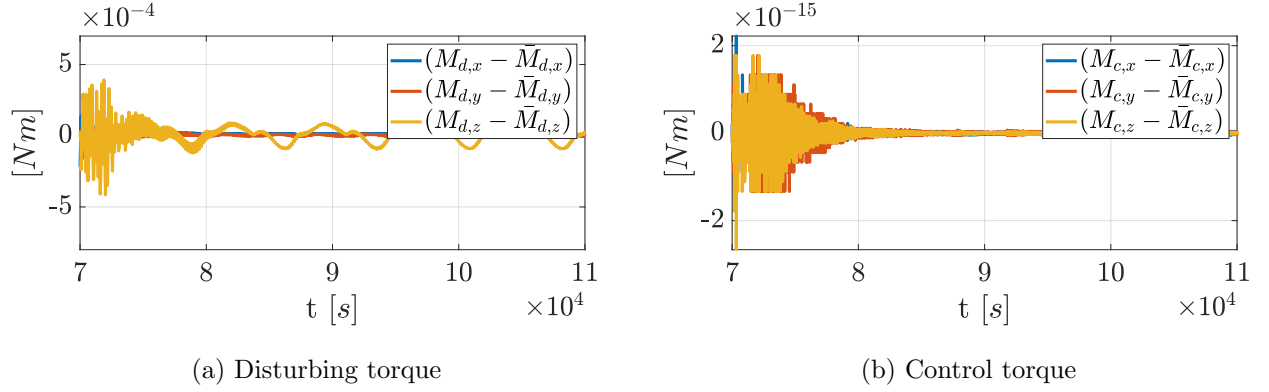 ×10⁻⁴
5
0
-5
[Nm]
(M_{d,x} − M̄_{d,x})
(M_{d,y} − M̄_{d,y})
(M_{d,z} − M̄_{d,z})
7 8 9 10 11
t [s] ×10⁴
(a) Disturbing torque
×10⁻¹⁵
2
0
-2
[Nm]
(M_{c,x} − M̄_{c,x})
(M_{c,y} − M̄_{c,y})
(M_{c,z} − M̄_{c,z})
7 8 9 10 11
t [s] ×10⁴
(b) Control torque